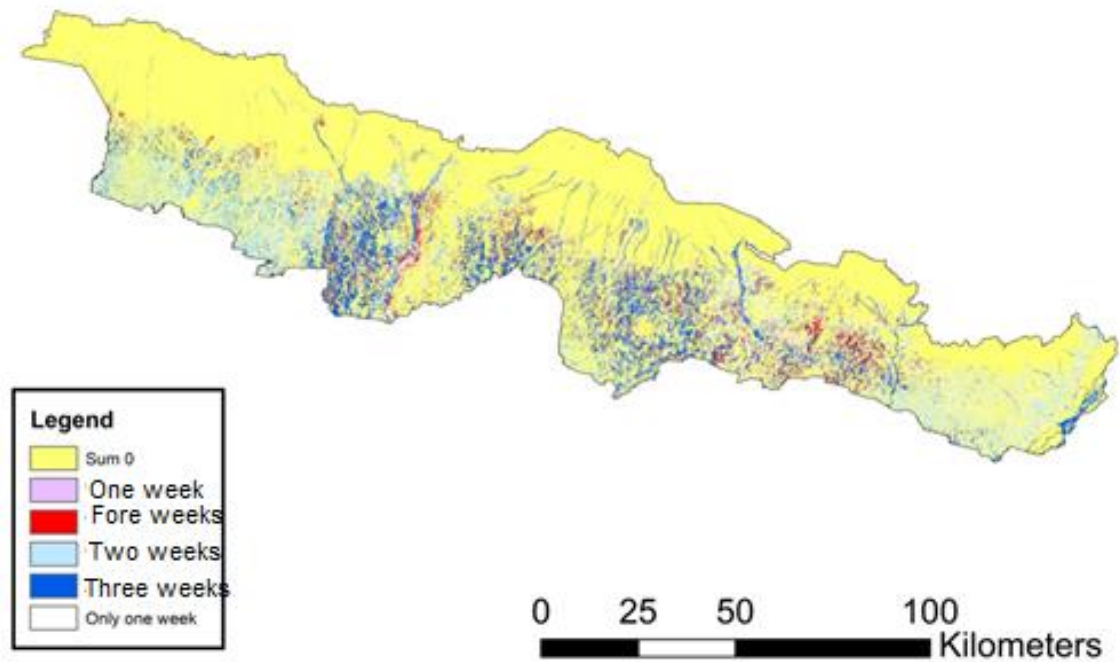 Legend
Sum 0
One week
Fore weeks
Two weeks
Three weeks
Only one week
0 25 50 100
Kilometers